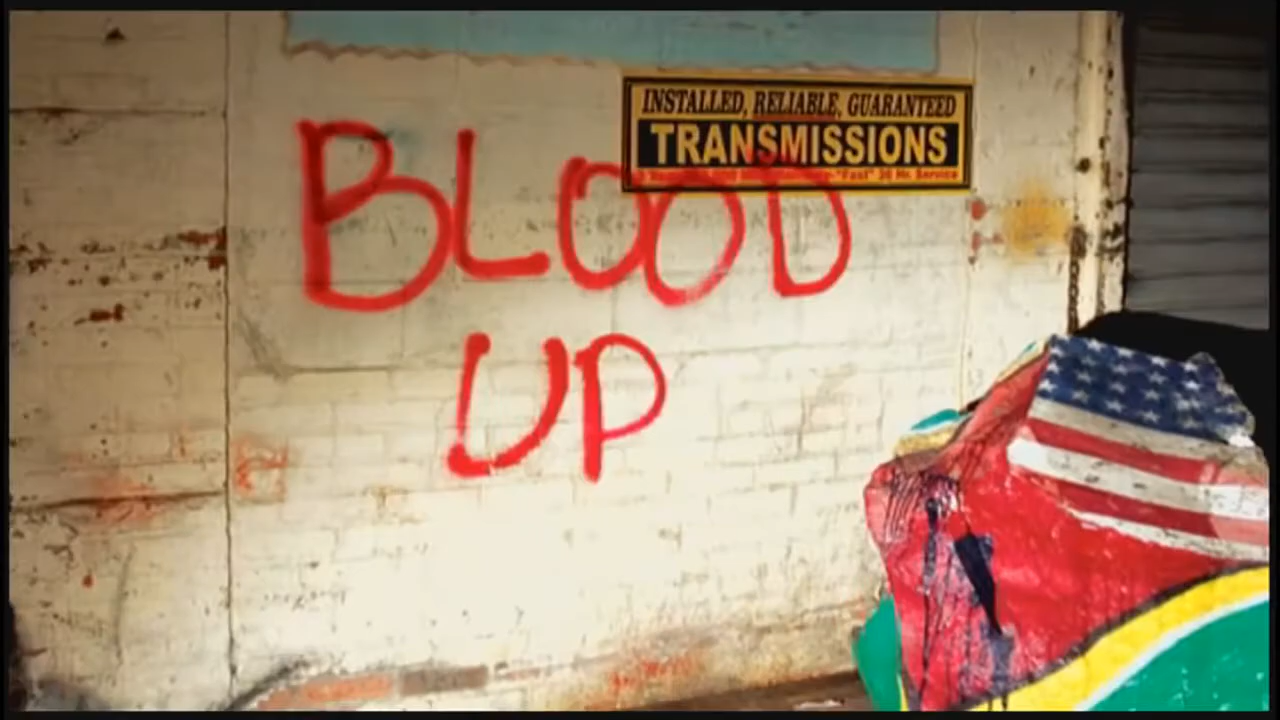 INSTALLED, RELIABLE, GUARANTEED
TRANSMISSIONS
"Fast" 36 Hr. Service
BLOOD
UP